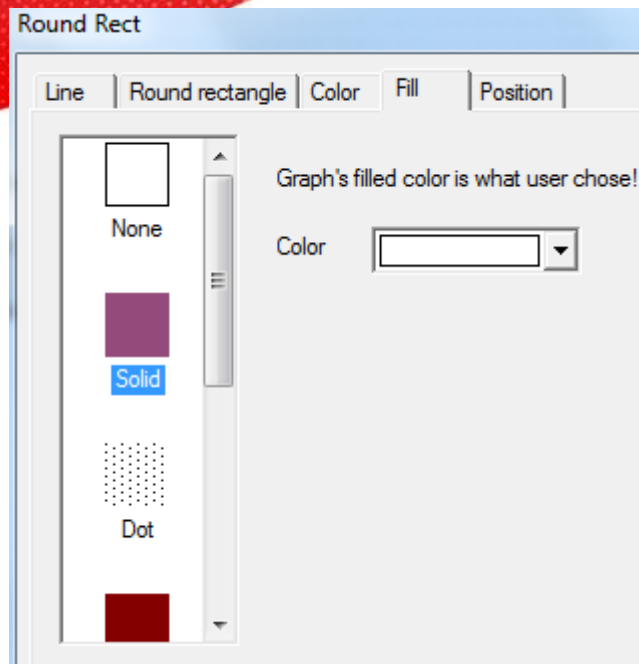 Round Rect
Line Round rectangle Color Fill Position
None
Graph's filled color is what user chose!
Color
Solid
Dot